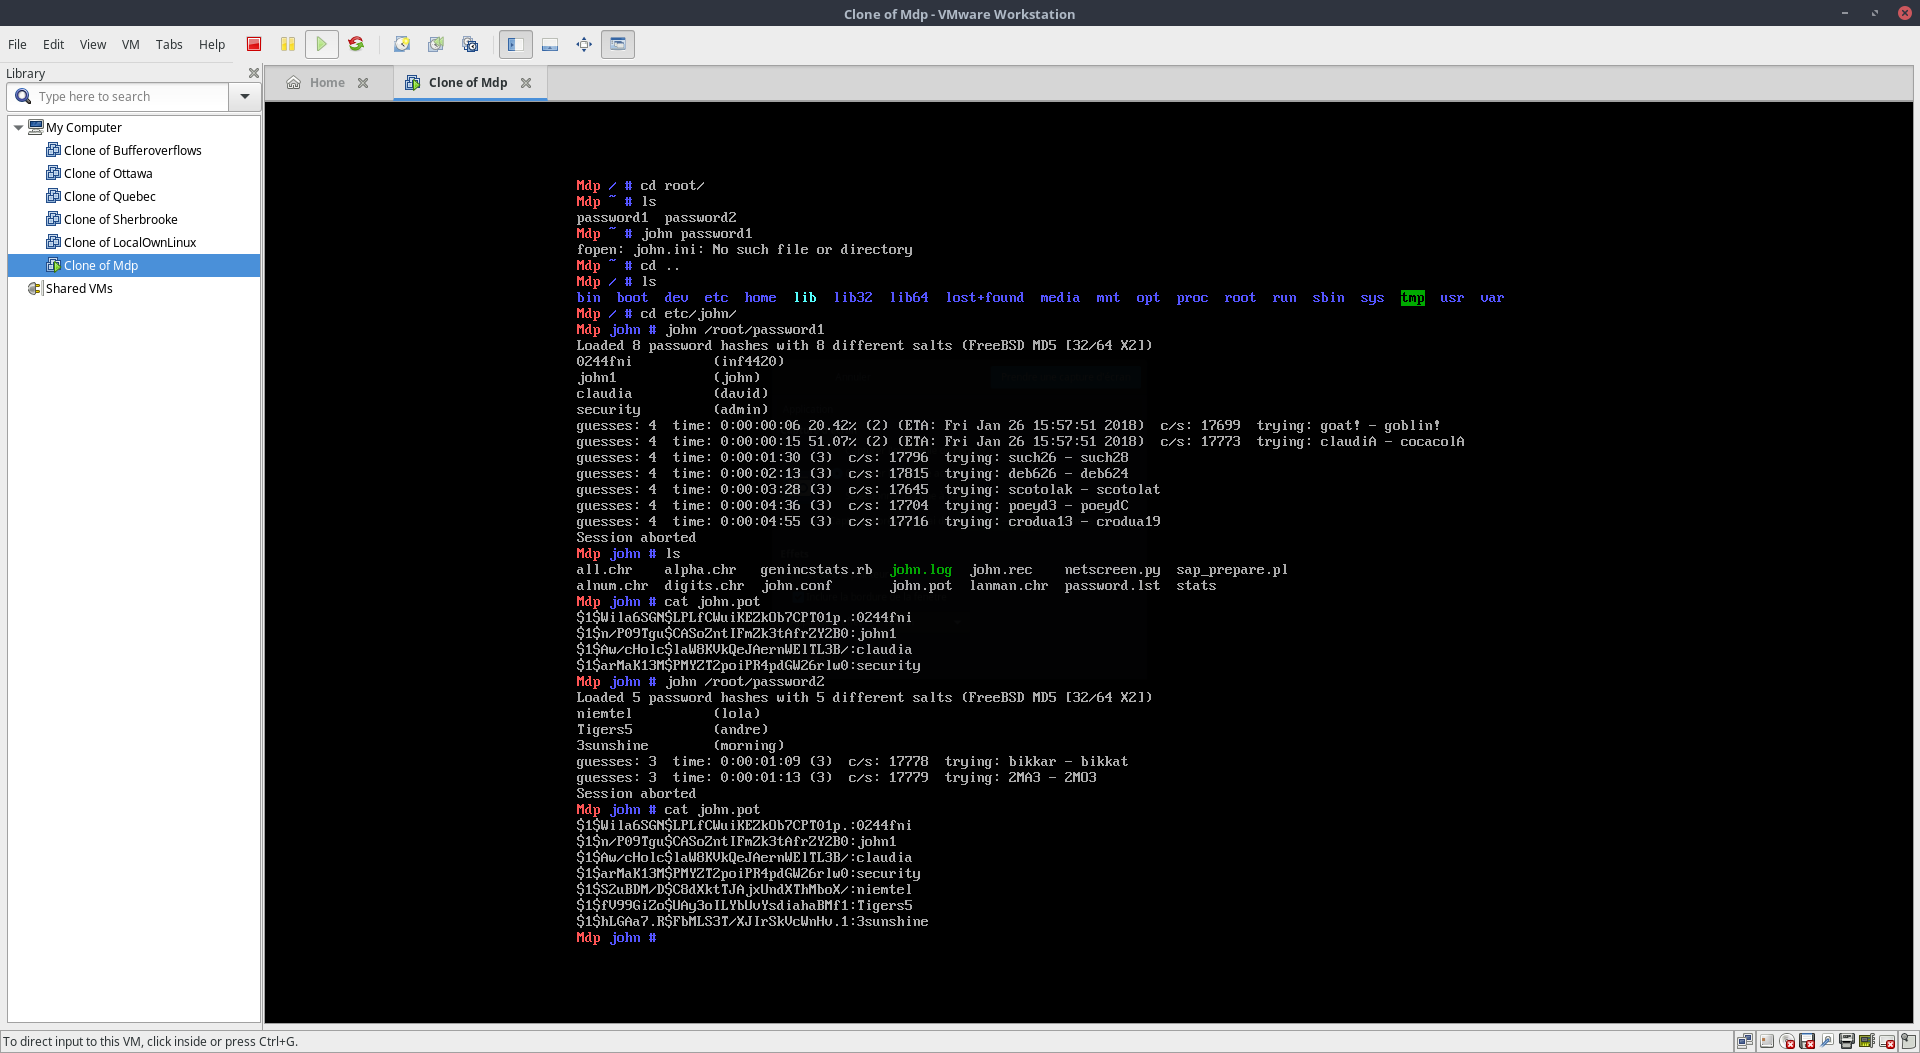 Clone of Mdp - VMware Workstation
File Edit View VM Tabs Help
Library
Type here to search
My Computer
Clone of Bufferoverflows
Clone of Ottawa
Clone of Quebec
Clone of Sherbrooke
Clone of LocalOwnLinux
Clone of Mdp
Shared VMs
Home
Clone of Mdp
Mdp / # cd root/
Mdp ~ # ls
password1  password2
Mdp ~ # john password1
fopen: john.ini: No such file or directory
Mdp ~ # cd ..
Mdp / # ls
bin  boot  dev  etc  home  lib  lib32  lib64  lost+found  media  mnt  opt  proc  root  run  sbin  sys  tmp  usr  var
Mdp / # cd etc/john/
Mdp john # john /root/password1
Loaded 8 password hashes with 8 different salts (FreeBSD MD5 [32/64 X2])
0244fni          (inf4420)
john1            (john)
claudia          (david)
security         (admin)
guesses: 4  time: 0:00:00:06 20.42% (2) (ETA: Fri Jan 26 15:57:51 2018)  c/s: 17699  trying: goat! - goblin!
guesses: 4  time: 0:00:00:15 51.07% (2) (ETA: Fri Jan 26 15:57:51 2018)  c/s: 17773  trying: claudiA - cocacolA
guesses: 4  time: 0:00:01:30 (3)  c/s: 17796  trying: such26 - such28
guesses: 4  time: 0:00:02:13 (3)  c/s: 17815  trying: deb626 - deb624
guesses: 4  time: 0:00:03:28 (3)  c/s: 17645  trying: scotolak - scotolat
guesses: 4  time: 0:00:04:36 (3)  c/s: 17704  trying: poeyd3 - poeydC
guesses: 4  time: 0:00:04:55 (3)  c/s: 17716  trying: crodua13 - crodua19
Session aborted
Mdp john # ls
all.chr    alpha.chr   genincstats.rb  john.log  john.rec    netscreen.py  sap_prepare.pl
alnum.chr  digits.chr  john.conf       john.pot  lanman.chr  password.lst  stats
Mdp john # cat john.pot
$1$Wila6SGN$LPLfCWuiKEZkOb7CPT01p.:0244fni
$1$n/P09Tgu$CASoZntIFmZk3tAfrZY2B0:john1
$1$Aw/cHolc$laW8KVkQeJAernWElTL3B/:claudia
$1$arMaK13M$PMYZT2poiPR4pdGW26rlw0:security
Mdp john # john /root/password2
Loaded 5 password hashes with 5 different salts (FreeBSD MD5 [32/64 X2])
niemtel          (lola)
Tigers5          (andre)
3sunshine        (morning)
guesses: 3  time: 0:00:01:09 (3)  c/s: 17778  trying: bikkar - bikkat
guesses: 3  time: 0:00:01:13 (3)  c/s: 17779  trying: 2MA3 - 2MO3
Session aborted
Mdp john # cat john.pot
$1$Wila6SGN$LPLfCWuiKEZkOb7CPT01p.:0244fni
$1$n/P09Tgu$CASoZntIFmZk3tAfrZY2B0:john1
$1$Aw/cHolc$laW8KVkQeJAernWElTL3B/:claudia
$1$arMaK13M$PMYZT2poiPR4pdGW26rlw0:security
$1$S2uBDM/D$C8dXktTJAjxUndXThMboX/:niemtel
$1$fV99GiZo$UAy3oILYbUvYsdiahaBMf1:Tigers5
$1$hLGAa7.R$FbMLS3T/XJIrSkVcWnHv.1:3sunshine
Mdp john #
To direct input to this VM, click inside or press Ctrl+G.